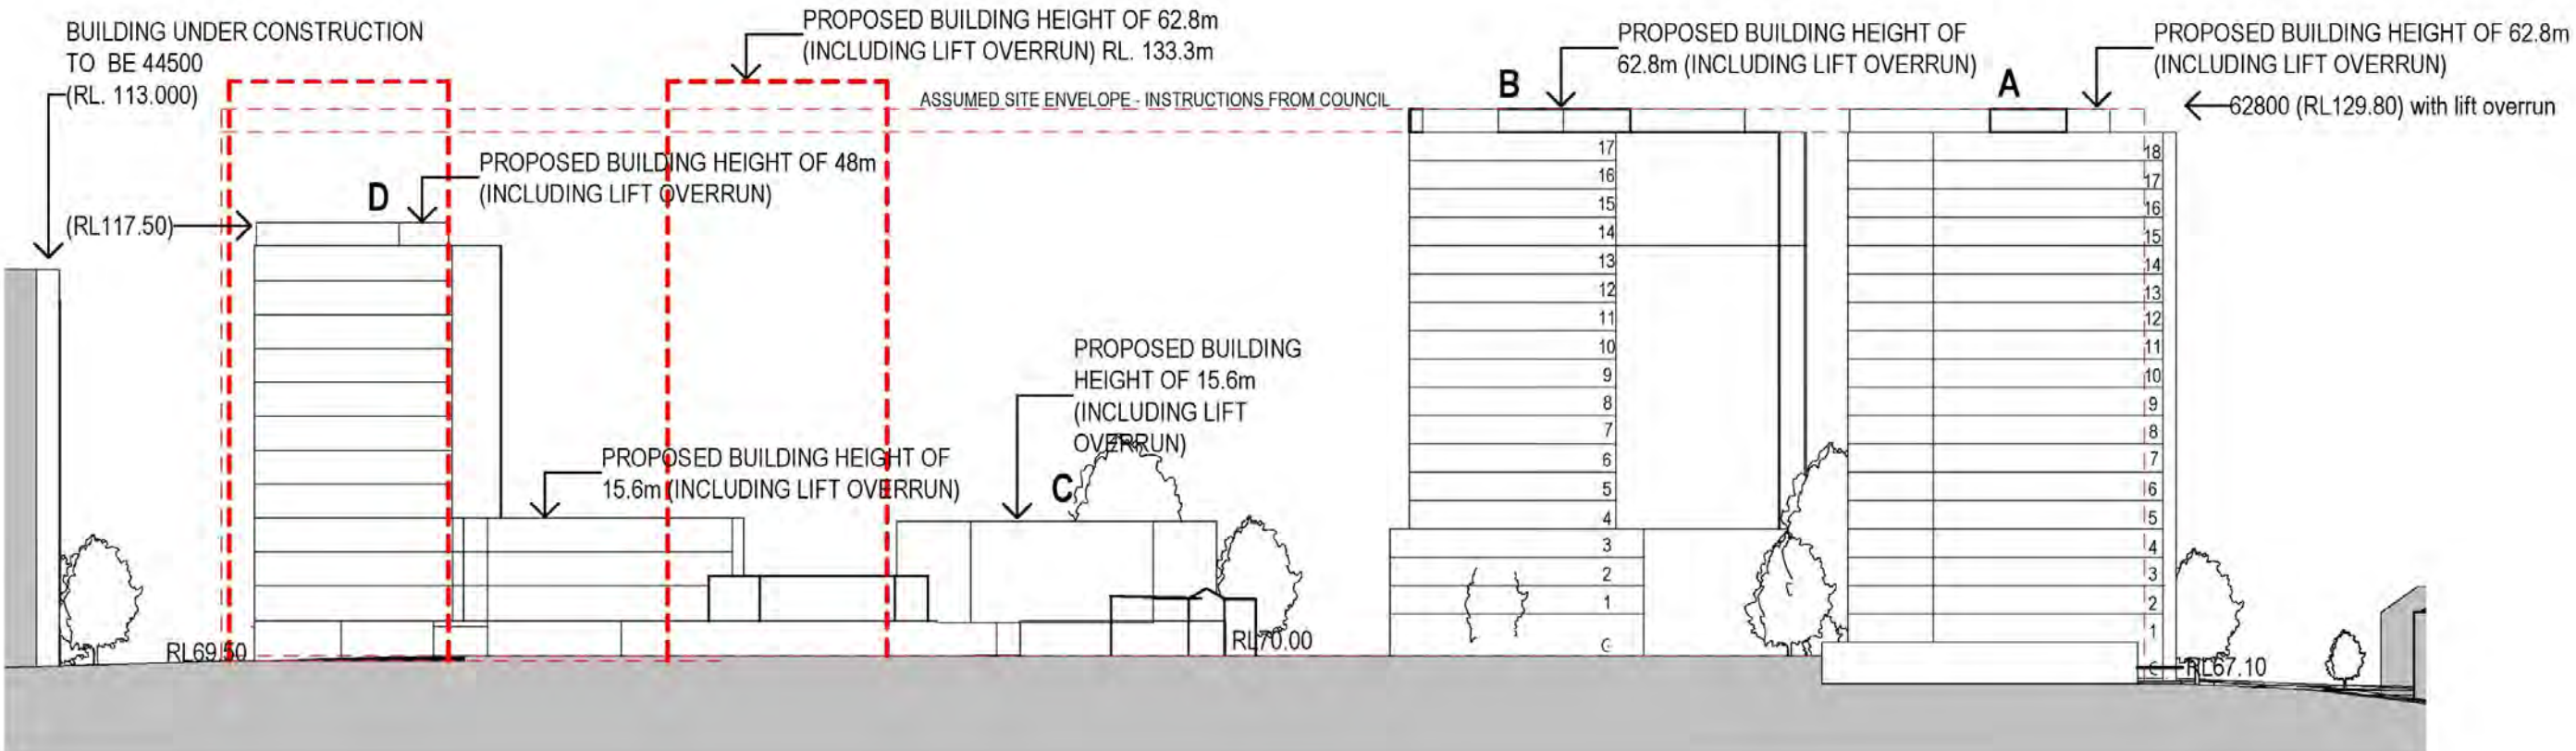 BUILDING UNDER CONSTRUCTION
TO BE 44500
(RL. 113.000)
PROPOSED BUILDING HEIGHT OF 62.8m
(INCLUDING LIFT OVERRUN) RL. 133.3m
PROPOSED BUILDING HEIGHT OF
62.8m (INCLUDING LIFT OVERRUN)
PROPOSED BUILDING HEIGHT OF 62.8m
(INCLUDING LIFT OVERRUN)
ASSUMED SITE ENVELOPE - INSTRUCTIONS FROM COUNCIL
B
A
62800 (RL129.80) with lift overrun
PROPOSED BUILDING HEIGHT OF 48m
(INCLUDING LIFT OVERRUN)
D
(RL117.50)
PROPOSED BUILDING
HEIGHT OF 15.6m
(INCLUDING LIFT
OVERRUN)
C
PROPOSED BUILDING HEIGHT OF
15.6m (INCLUDING LIFT OVERRUN)
17
16
15
14
13
12
11
10
9
8
7
6
5
4
3
2
1
G
18
17
16
15
14
13
12
11
10
9
8
7
6
5
4
3
2
1
RL69.50
RL70.00
RL67.10